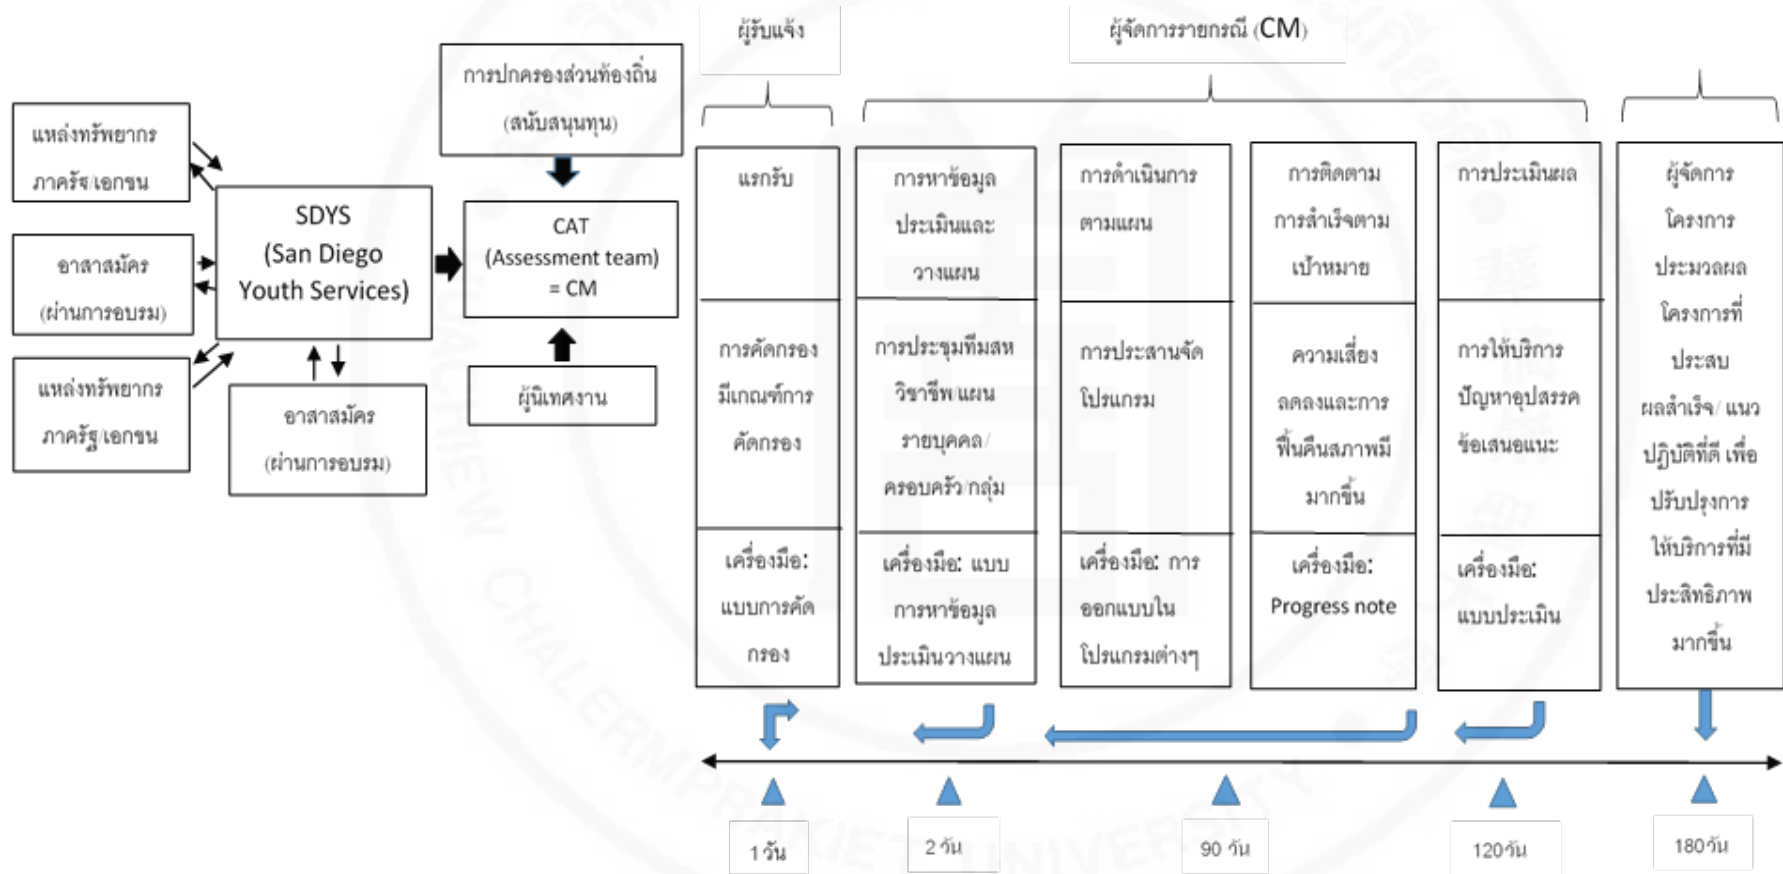 ผู้รับแจ้ง
ผู้จัดการรายกรณี (CM)
การปกครองส่วนท้องถิ่น
(สนับสนุนทุน)
แหล่งทรัพยากร
ภาครัฐ/เอกชน
อาสาสมัคร
(ผ่านการอบรม)
แหล่งทรัพยากร
ภาครัฐ/เอกชน
SDYS
(San Diego
Youth Services)
อาสาสมัคร
(ผ่านการอบรม)
CAT
(Assessment team)
= CM
ผู้นิเทศงาน
แรกรับ
การคัดกรอง
มีเกณฑ์การ
คัดกรอง
เครื่องมือ:
แบบการคัด
กรอง
การหาข้อมูล
ประเมินและ
วางแผน
การประชุมทีมสห
วิชาชีพ/แผน
รายบุคคล/
ครอบครัว/กลุ่ม
เครื่องมือ: แบบ
การหาข้อมูล
ประเมินวางแผน
การดำเนินการ
ตามแผน
การประสานจัด
โปรแกรม
เครื่องมือ: การ
ออกแบบใน
โปรแกรมต่างๆ
การติดตาม
การสำเร็จตาม
เป้าหมาย
ความเสี่ยง
ลดลงและการ
ฟื้นคืนสภาพมี
มากขึ้น
เครื่องมือ:
Progress note
การประเมินผล
การให้บริการ
ปัญหาอุปสรรค
ข้อเสนอแนะ
เครื่องมือ:
แบบประเมิน
ผู้จัดการ
โครงการ
ประมวลผล
โครงการที่
ประสบ
ผลสำเร็จ/ แนว
ปฏิบัติที่ดี เพื่อ
ปรับปรุงการ
ให้บริการที่มี
ประสิทธิภาพ
มากขึ้น
1 วัน
2 วัน
90 วัน
120วัน
180วัน
HUACHIEW CHALERMPRAKIET UNIVERSITY